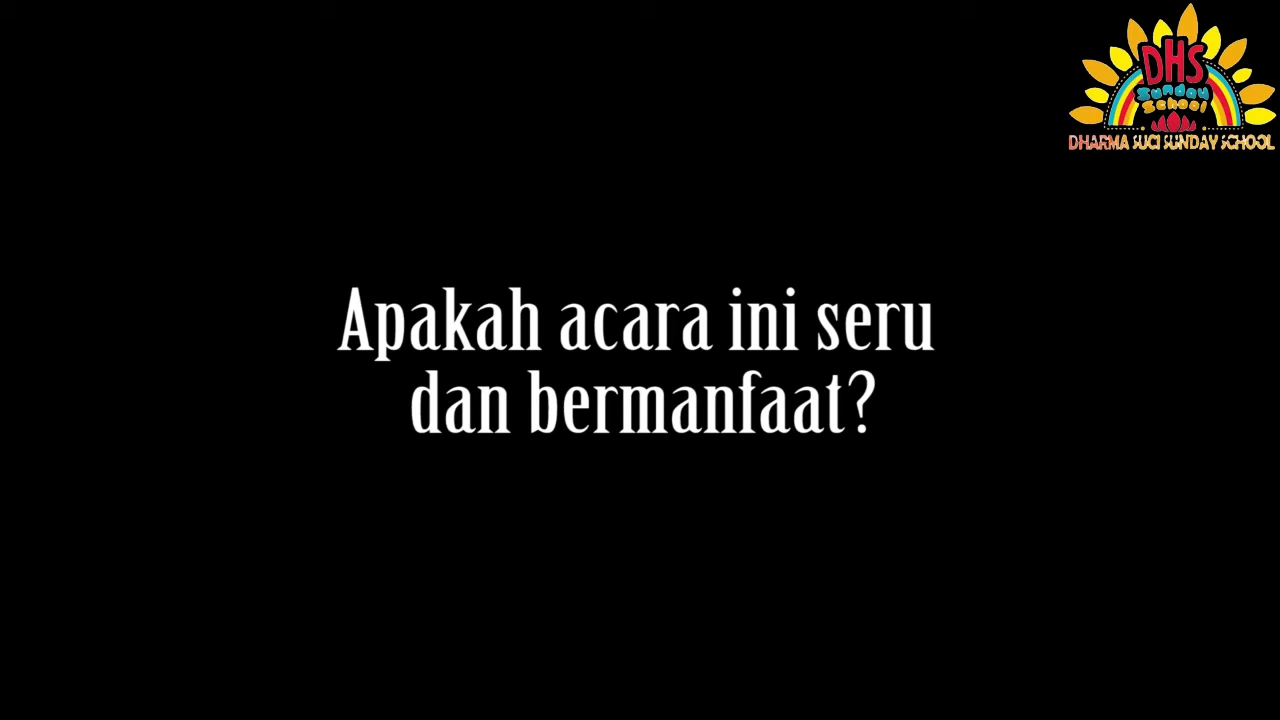 DHS
Sunday
School
DHARMA SUCI SUNDAY SCHOOL
Apakah acara ini seru
dan bermanfaat?